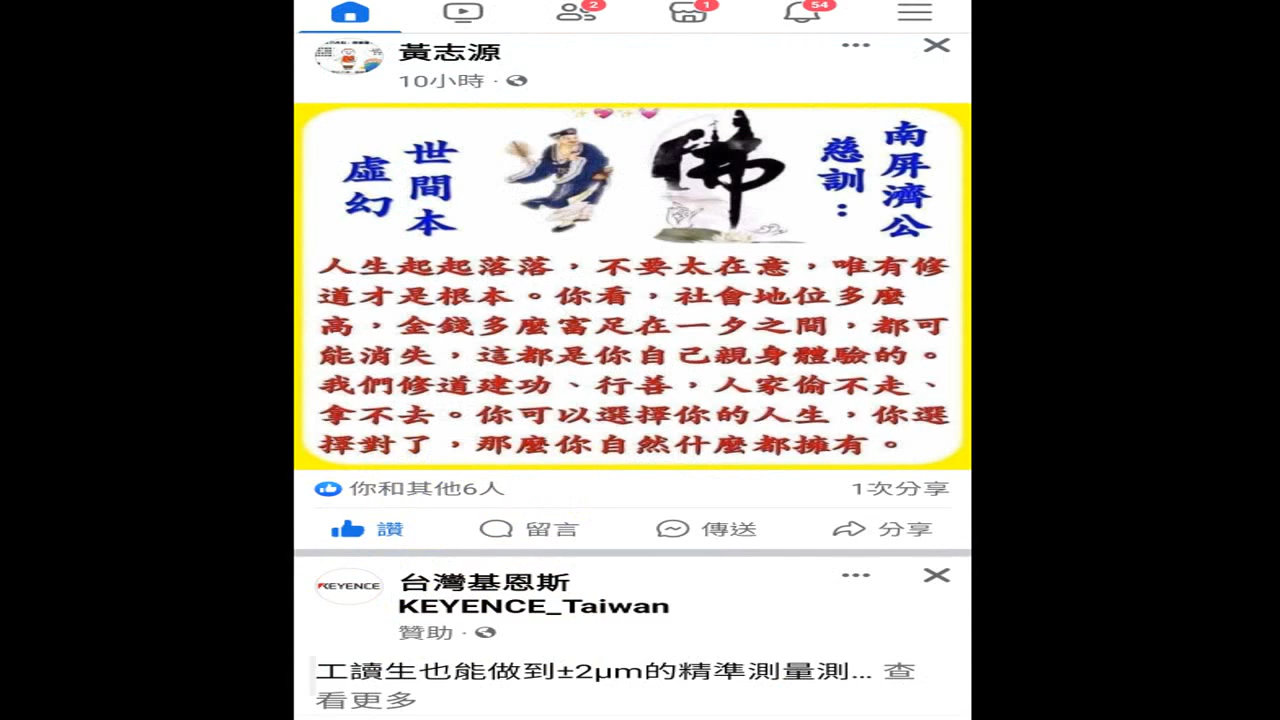 2
1
54
黃志源
10小時
南屏濟公
慈訓：
佛
世間本
虛幻
人生起起落落，不要太在意，唯有修
道才是根本。你看，社會地位多麼
高，金錢多麼富足在一夕之間，都可
能消失，這都是你自己親身體驗的。
我們修道建功、行善，人家偷不走、
拿不去。你可以選擇你的人生，你選
擇對了，那麼你自然什麼都擁有。
你和其他6人
1次分享
讚
留言
傳送
分享
KEYENCE
台灣基恩斯
KEYENCE_Taiwan
贊助
工讀生也能做到±2μm的精準測量測... 查
看更多